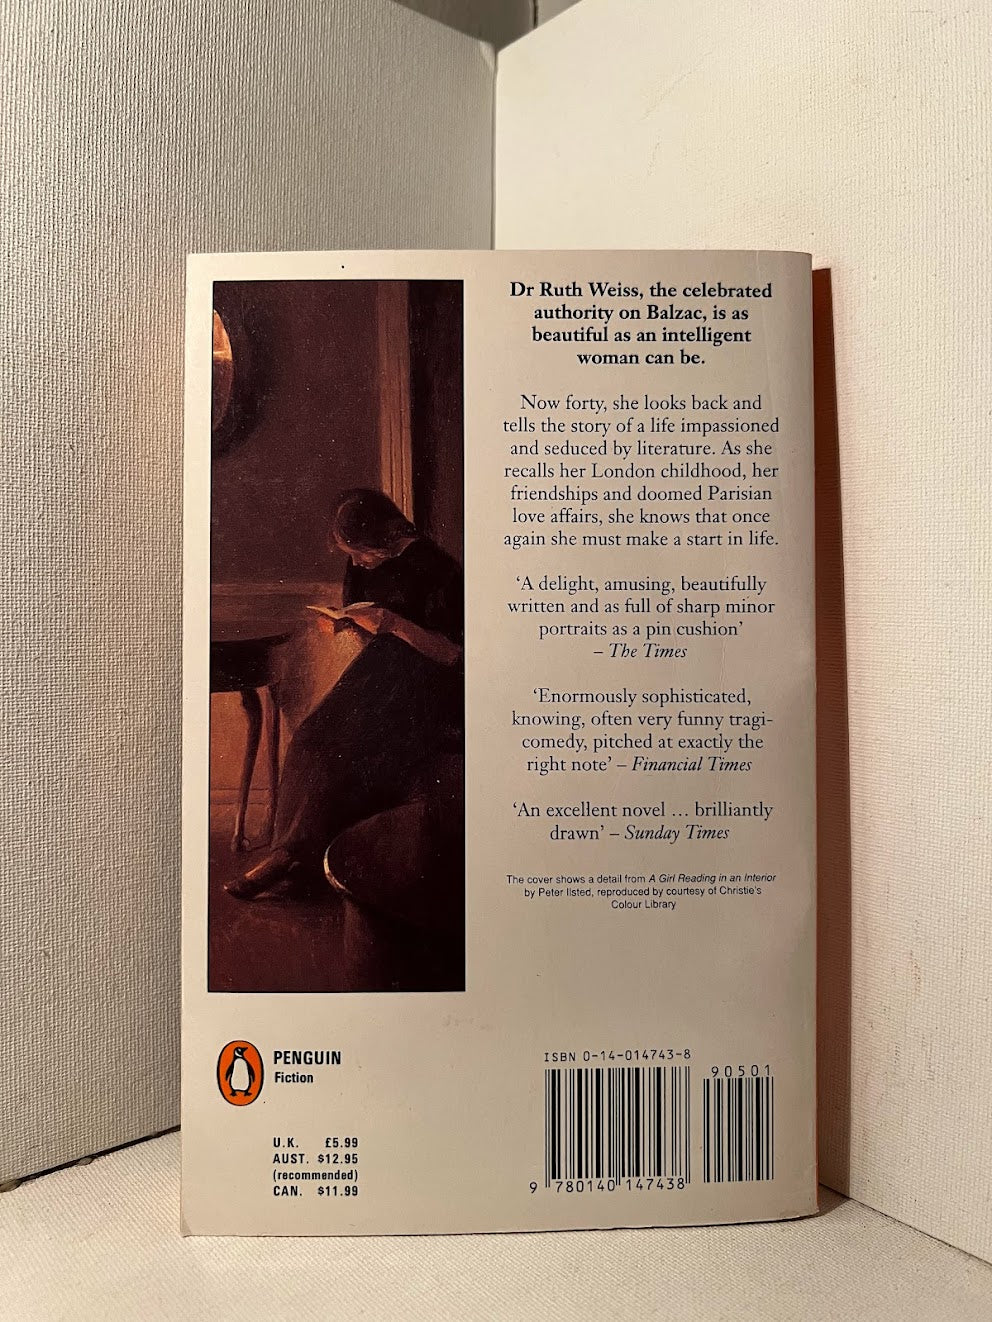 Dr Ruth Weiss, the celebrated
authority on Balzac, is as
beautiful as an intelligent
woman can be.
Now forty, she looks back and
tells the story of a life impassioned
and seduced by literature. As she
recalls her London childhood, her
friendships and doomed Parisian
love affairs, she knows that once
again she must make a start in life.
‘A delight, amusing, beautifully
written and as full of sharp minor
portraits as a pin cushion’
– The Times
‘Enormously sophisticated,
knowing, often very funny tragi-
comedy, pitched at exactly the
right note’ – Financial Times
‘An excellent novel … brilliantly
drawn’ – Sunday Times
The cover shows a detail from A Girl Reading in an Interior
by Peter Ilsted, reproduced by courtesy of Christie's
Colour Library
PENGUIN
Fiction
U.K. £5.99
AUST. $12.95
(recommended)
CAN. $11.99
ISBN 0-14-014743-8
90501
9 780140 147438